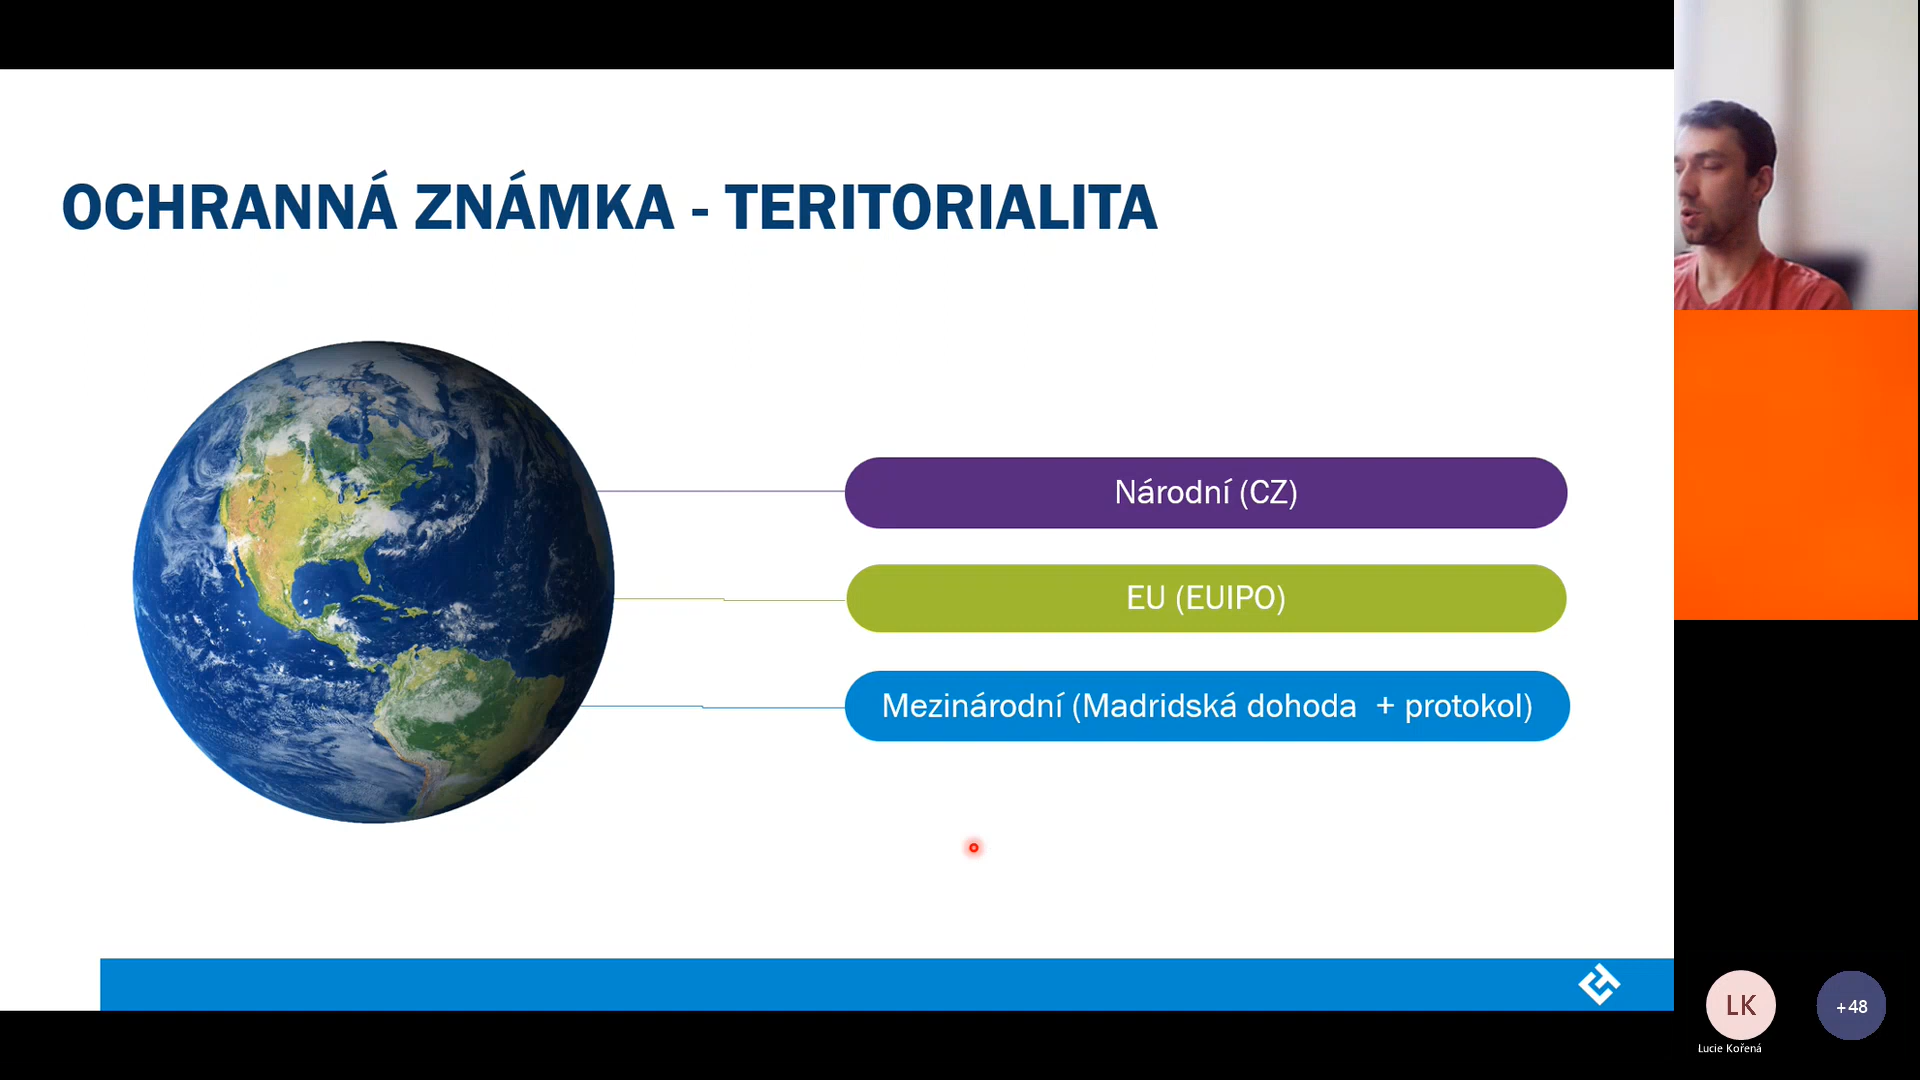 OCHRANNÁ ZNÁMKA - TERITORIALITA
Národní (CZ)
EU (EUIPO)
Mezinárodní (Madridská dohoda + protokol)
LK
+48
Lucie Kořená